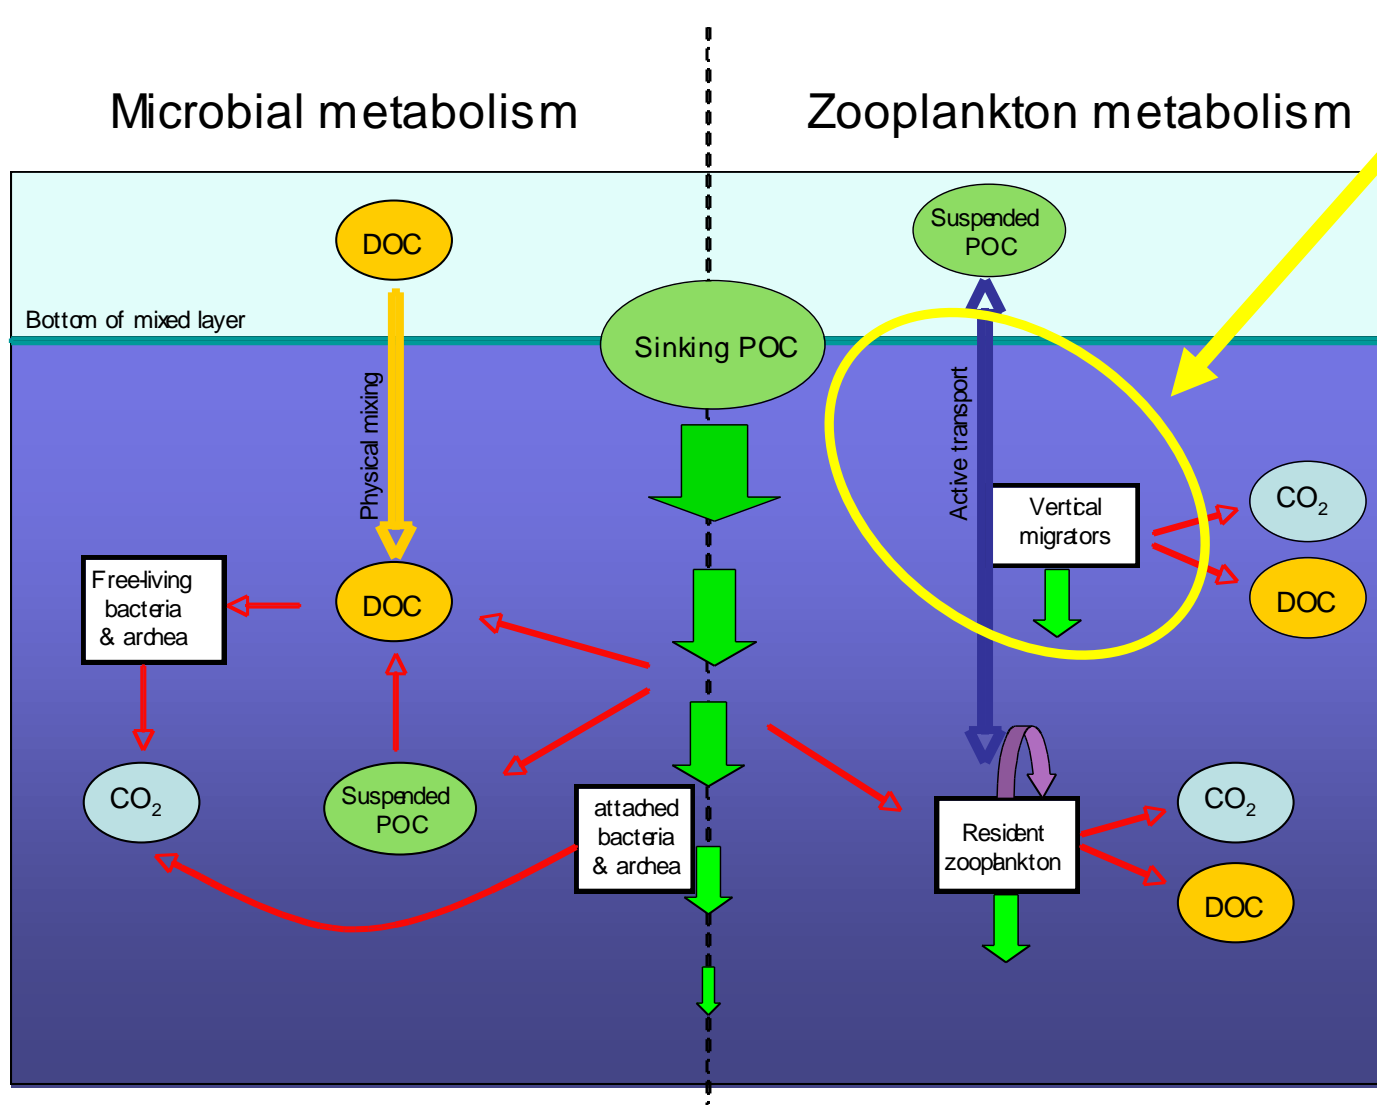 Microbial metabolism
Zooplankton metabolism
DOC
Suspended
POC
Bottom of mixed layer
Sinking POC
Physical mixing
Active transport
Vertical
migrators
CO2
DOC
Free-living
bacteria
& archea
DOC
CO2
Suspended
POC
attached
bacteria
& archea
Resident
zooplankton
CO2
DOC